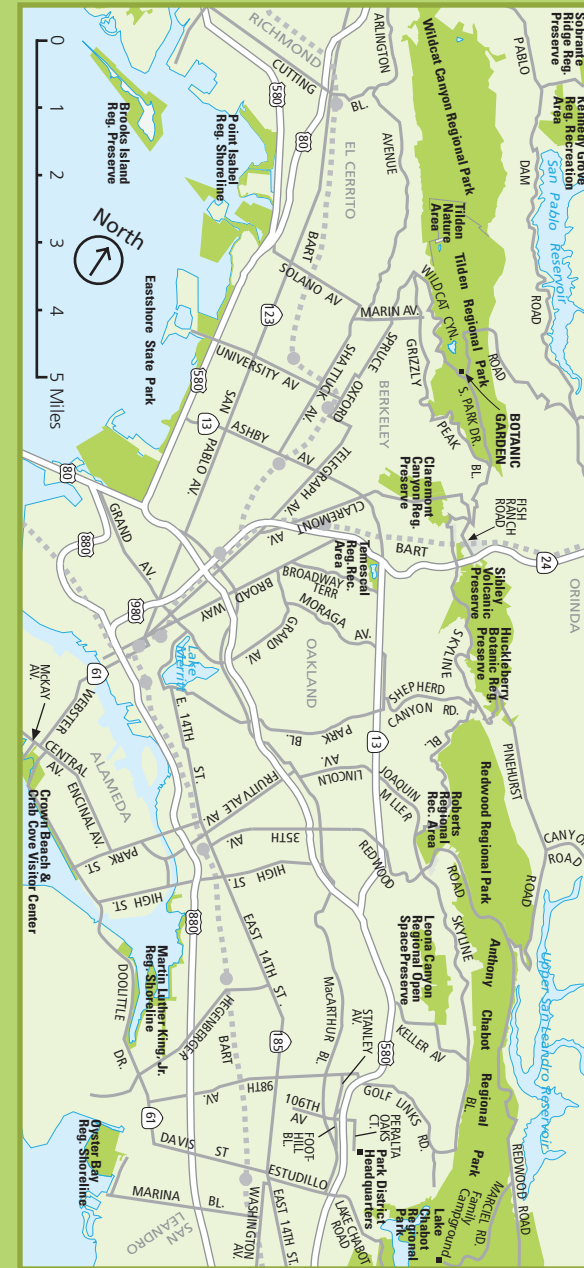 Sobrante
Ridge Reg.
Preserve
Kennedy Grove
Reg. Recreation
Area
San Pablo Reservoir
PABLO
DAM
ROAD
ARLINGTON
AVENUE
Wildcat Canyon Regional Park
Tilden
Nature
Area
Tilden Regional Park
RICHMOND
CUTTING
BL.
580
80
EL CERRITO
BART
0
1
2
3
4
5 Miles
Brooks Island
Reg. Preserve
Point Isabel
Reg. Shoreline
North
Eastshore State Park
SOLANO AV
MARIN AV.
WILDCAT CYN.
ROAD
S. PARK DR.
BOTANIC
GARDEN
SPRUCE
GRIZZLY
PEAK
BL.
123
UNIVERSITY AV
SHATTUCK AV.
OXFORD
BERKELEY
580
SAN
PABLO AV.
13
ASHBY
AV
TELEGRAPH AV.
Claremont
Canyon Reg.
Preserve
CLAREMONT
AV.
FISH
RANCH
ROAD
BART
24
ORINDA
80
880
GRAND
AV.
980
Temescal
Reg. Rec.
Area
BROADWAY
TERR
BROADWAY
MORAGA
AV.
GRAND AV.
OAKLAND
Sibley
Volcanic
Preserve
Huckleberry
Botanic Reg.
Preserve
SKYLINE
BL.
SHEPHERD
CANYON RD.
PINEHURST
ROAD
CANYO
ROAD
Lake
Merritt
61
WEBSTER
McKAY
AV.
CENTRAL
AV.
ENCINAL AV.
ALAMEDA
E. 14TH
ST.
PARK
BL.
13
LINCOLN
AV.
JOAQUIN
MILLER
ROAD
Roberts
Regional
Rec. Area
Redwood Regional Park
FRUITVALE AV.
PARK
ST.
35TH
AV.
REDWOOD
HIGH ST.
HIGH ST.
Crown Beach &
Crab Cove Visitor Center
880
Martin Luther King, Jr.
Reg. Shoreline
DOOLITTLE
DR.
EAST 14TH ST.
HEGENBERGER
BART
185
MacARTHUR BL.
STANLEY
AV.
580
Leona Canyon
Regional Open
Space Preserve
SKYLINE
BL.
KELLER AV
Anthony Chabot Regional Park
Upper San Leandro Reservoir
REDWOOD ROAD
98TH
AV.
106TH
AV
FOOT-
HILL
BL.
GOLF LINKS RD.
PERALTA
OAKS
CT.
Park District
Headquarters
61
DAVIS ST
ESTUDILLO
Oyster Bay
Reg. Shoreline
MARINA BL.
SAN
LEANDRO
WASHINGTON
AV.
EAST 14TH ST.
LAKE CHABOT
ROAD
Lake
Chabot
Regional
Park
MARCIEL RD.
Family
Campground